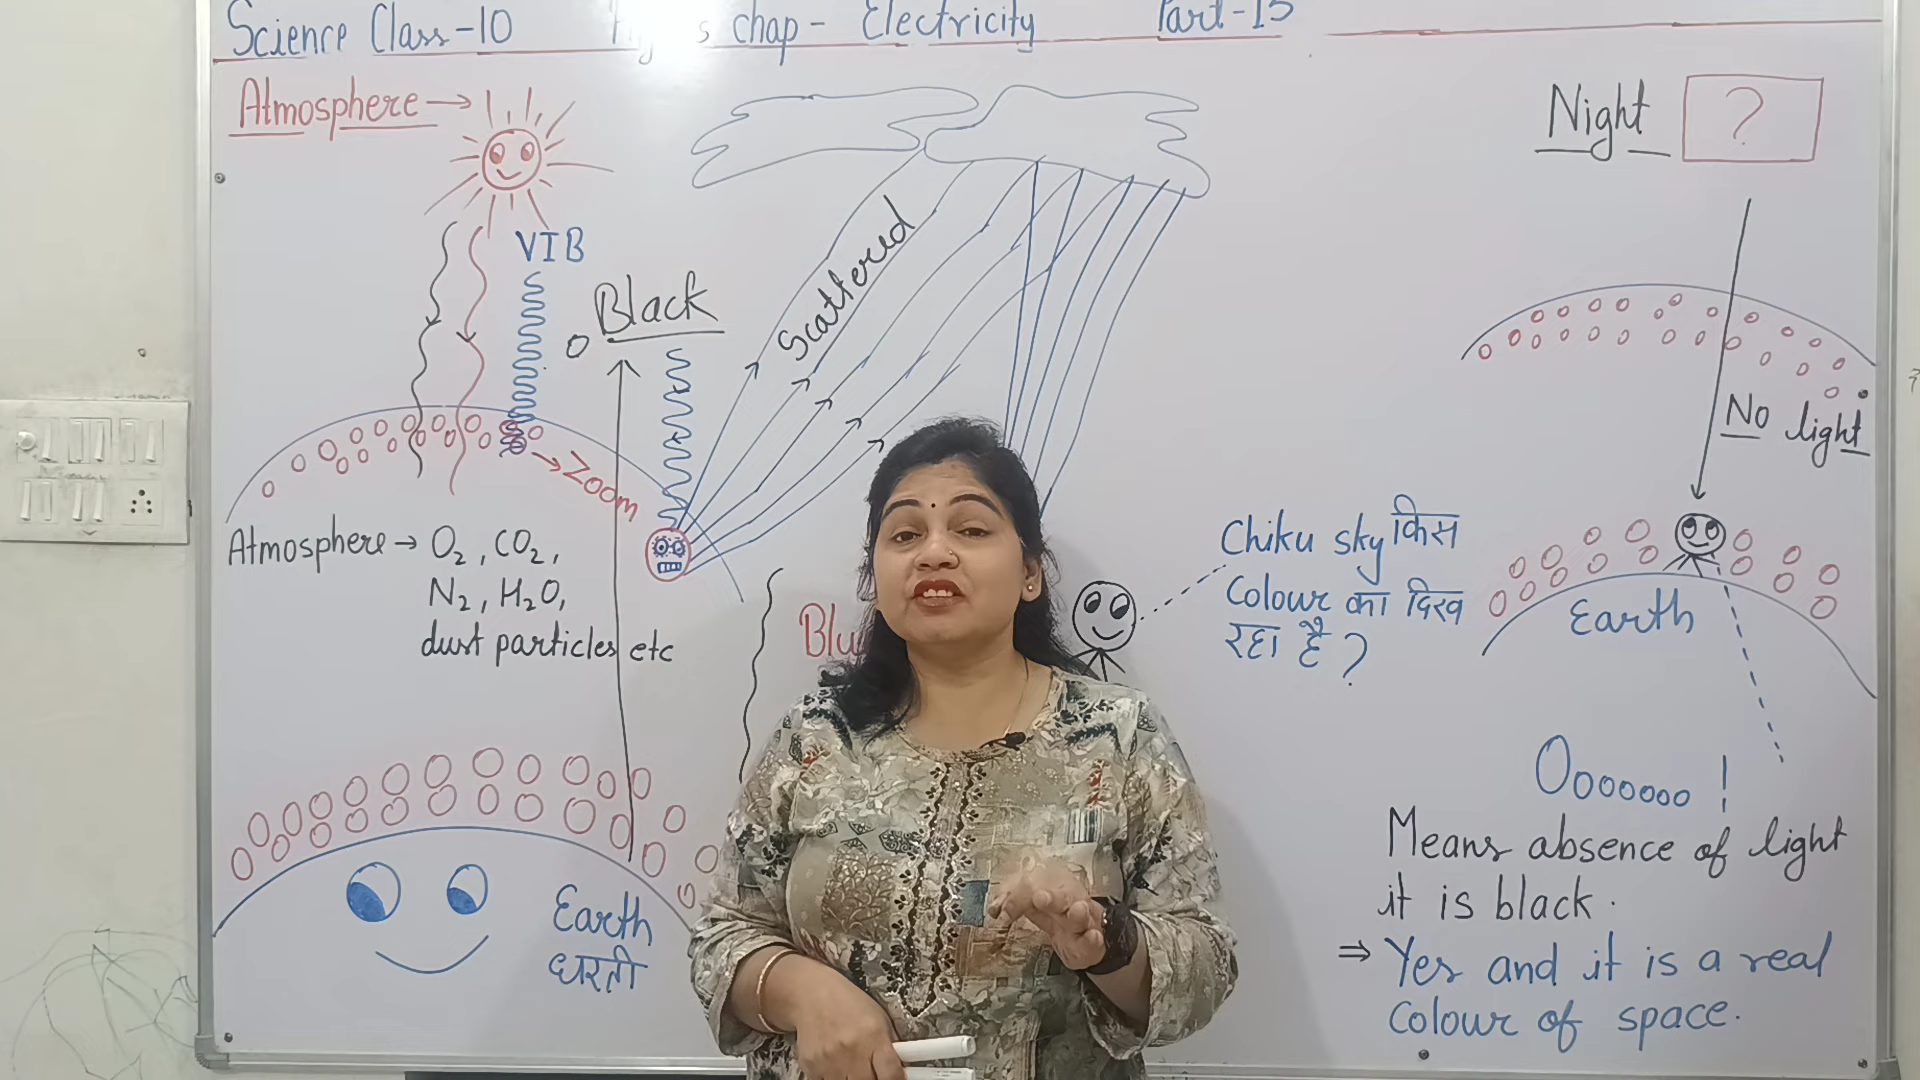 Science Class-10 chap- Electricity Part-15
Atmosphere →
Night ?
VIB
Black
Scattered
No light
→ Zoom
Atmosphere → O₂, CO₂,
N₂, H₂O,
dust particles etc
Chiku sky किस
Colour का दिख
रहा है ?
Earth
Earth
धरती
Ooooooo !
Means absence of light
it is black.
⇒ Yes and it is a real
colour of space.